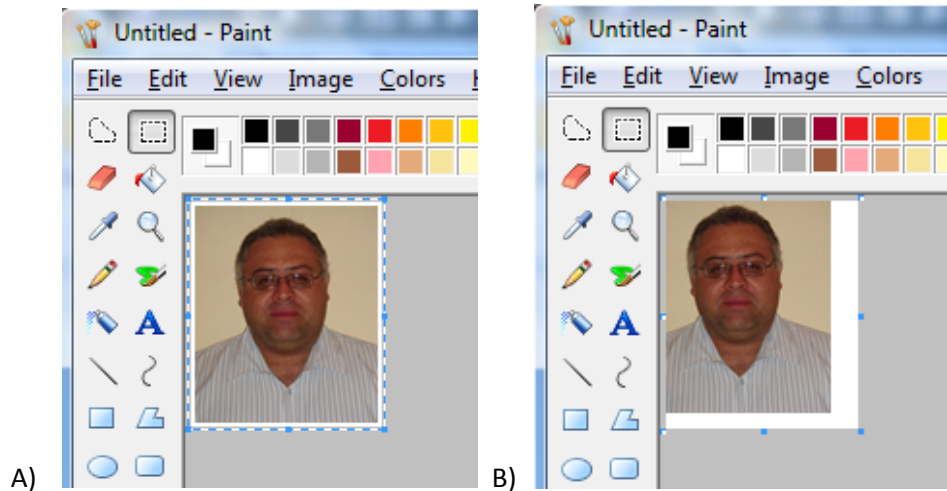 Untitled - Paint
File Edit View Image Colors
A
A)
Untitled - Paint
File Edit View Image Colors
A
B)